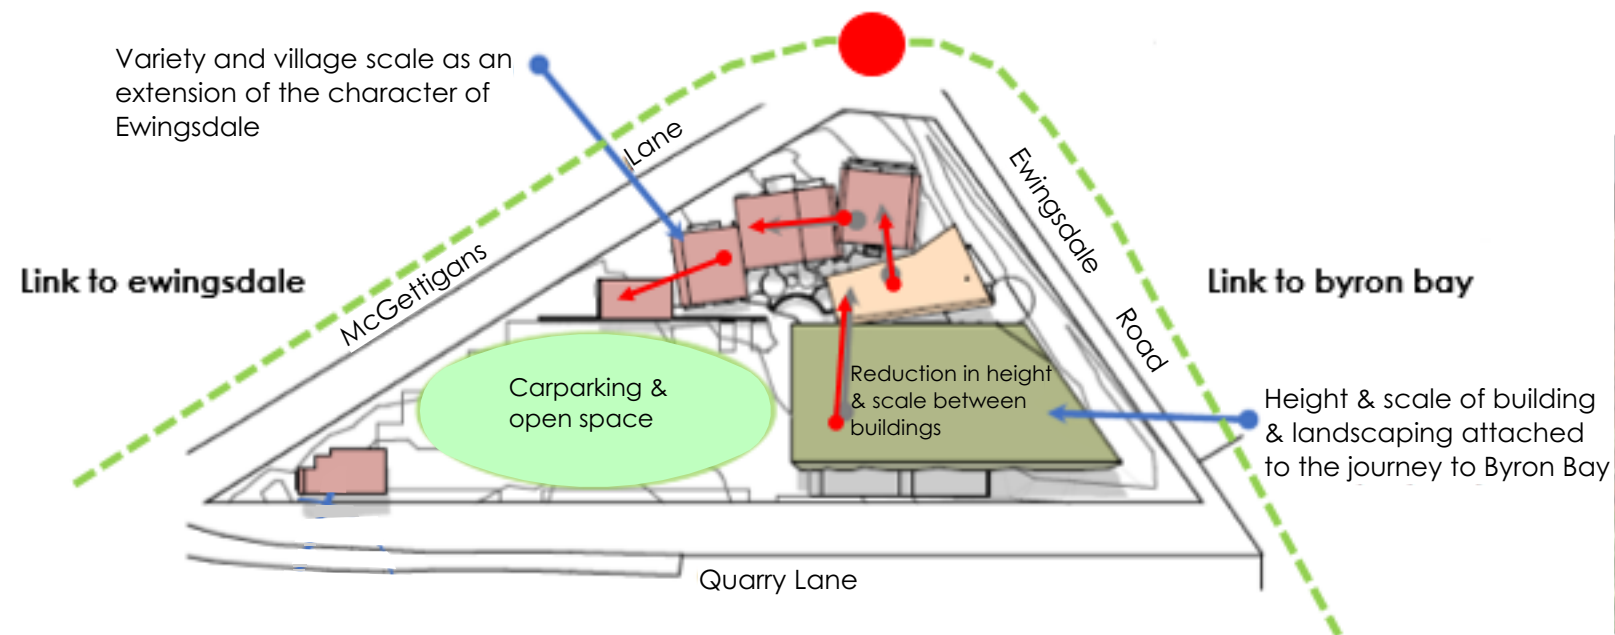 Variety and village scale as an
extension of the character of
Ewingsdale
Lane
McGettigans
Link to ewingsdale
Ewingsdale
Road
Link to byron bay
Carparking &
open space
Reduction in height
& scale between
buildings
Height & scale of building
& landscaping attached
to the journey to Byron Bay
Quarry Lane